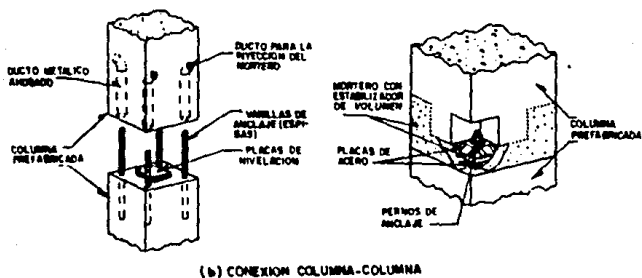 DUCTO METALICO
AHOGADO
DUCTO PARA LA
INYECCION DEL
MORTERO
VARILLAS DE
ANCLAJE (ESPI-
GAS)
PLACAS DE
NIVELACION
COLUMNA
PREFABRICADA
MORTERO CON
ESTABILIZADOR
DE VOLUMEN
PLACAS DE
ACERO
COLUMNA
PREFABRICADA
PERNOS DE
ANCLAJE
(b) CONEXION COLUMNA-COLUMNA